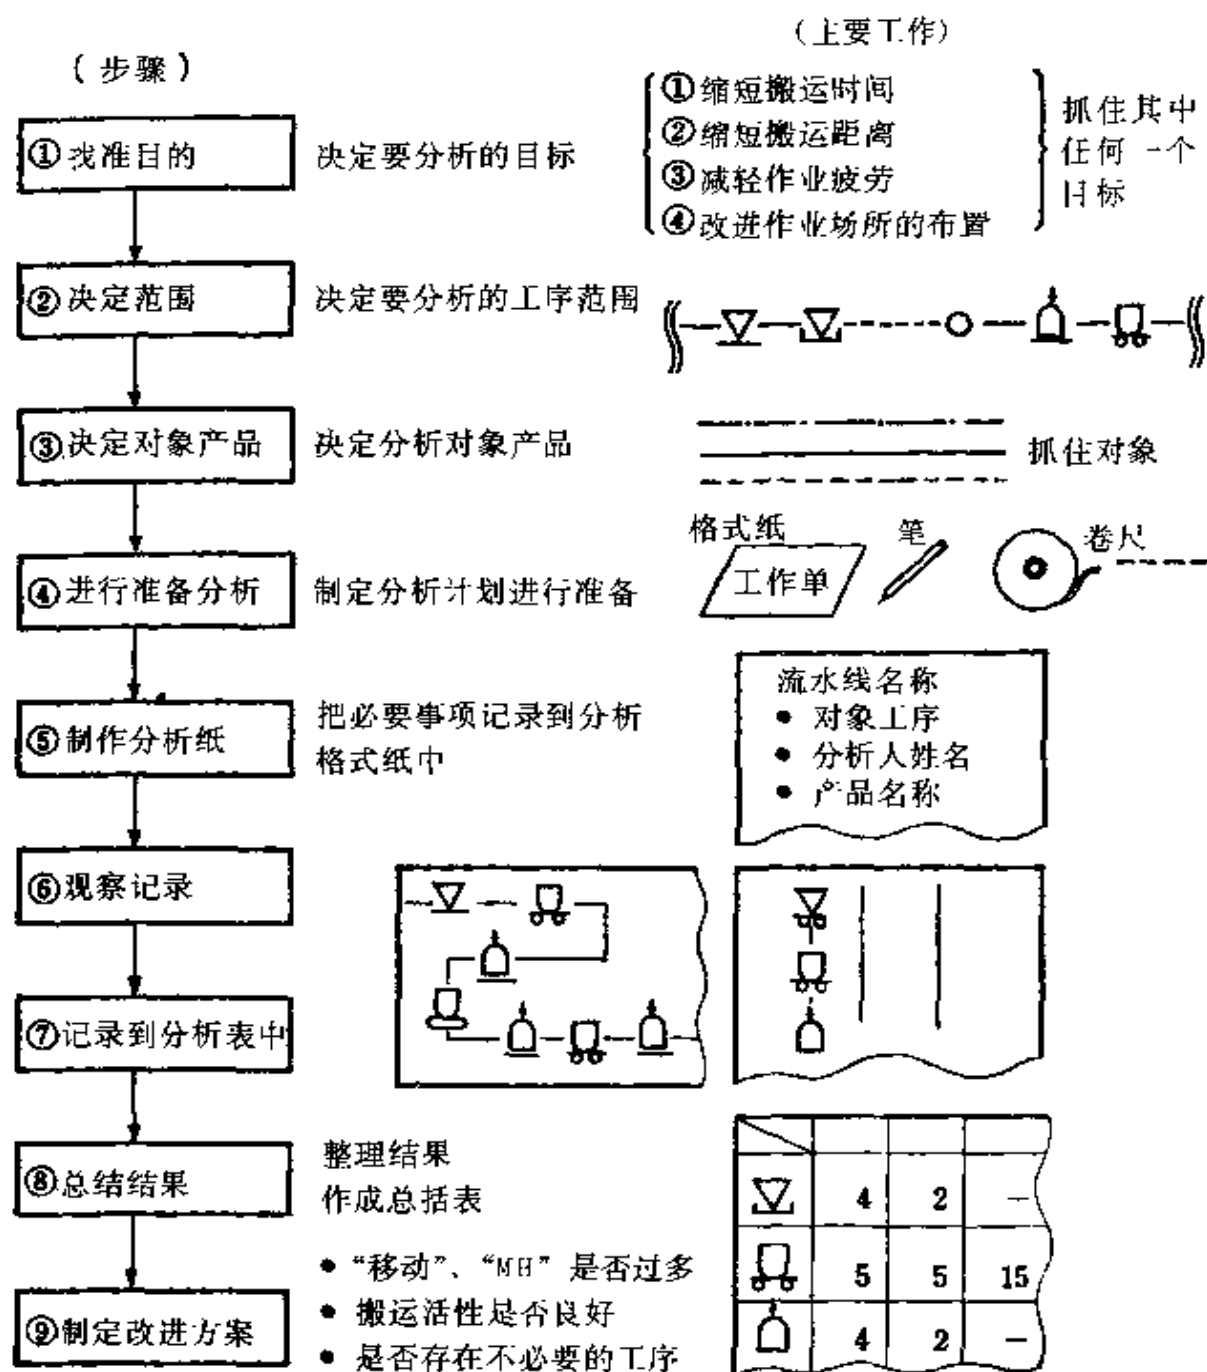 （步骤）
（主要工作）
①找准目的
决定要分析的目标
①缩短搬运时间
②缩短搬运距离
③减轻作业疲劳
④改进作业场所的布置
抓住其中
任何一个
目标
②决定范围
决定要分析的工序范围
③决定对象产品
决定分析对象产品
抓住对象
④进行准备分析
制定分析计划进行准备
格式纸
工作单
笔
卷尺
⑤制作分析纸
把必要事项记录到分析
格式纸中
流水线名称
● 对象工序
● 分析人姓名
● 产品名称
⑥观察记录
⑦记录到分析表中
⑧总结结果
整理结果
作成总括表
4 2 —
5 5 15
4 2 —
⑨制定改进方案
● “移动”、“MH”是否过多
● 搬运活性是否良好
● 是否存在不必要的工序